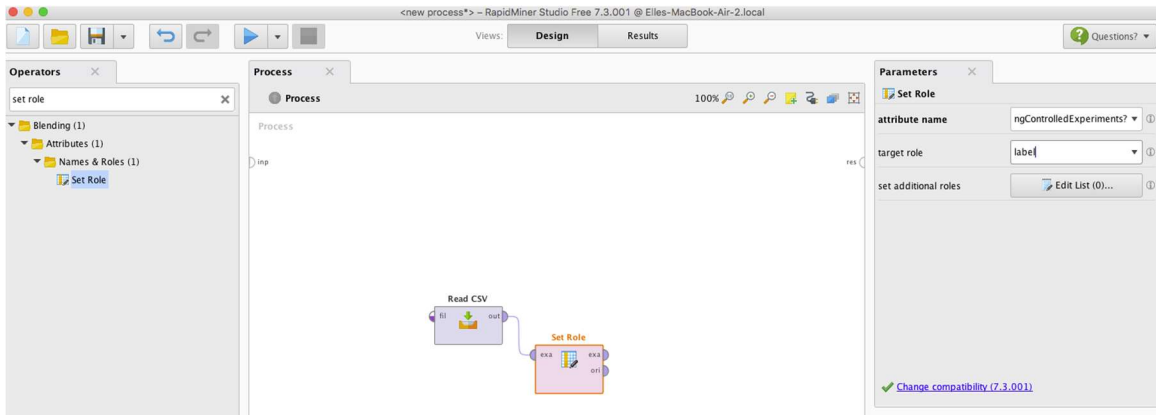 <new process*> – RapidMiner Studio Free 7.3.001 @ Elles-MacBook-Air-2.local
Views: Design Results
Questions?
Operators
set role
Blending (1)
Attributes (1)
Names & Roles (1)
Set Role
Process
Process
100%
Process
inp
res
Read CSV
fil out
Set Role
exa exa
ori
Parameters
Set Role
attribute name ngControlledExperiments?
target role label
set additional roles Edit List (0)...
Change compatibility (7.3.001)